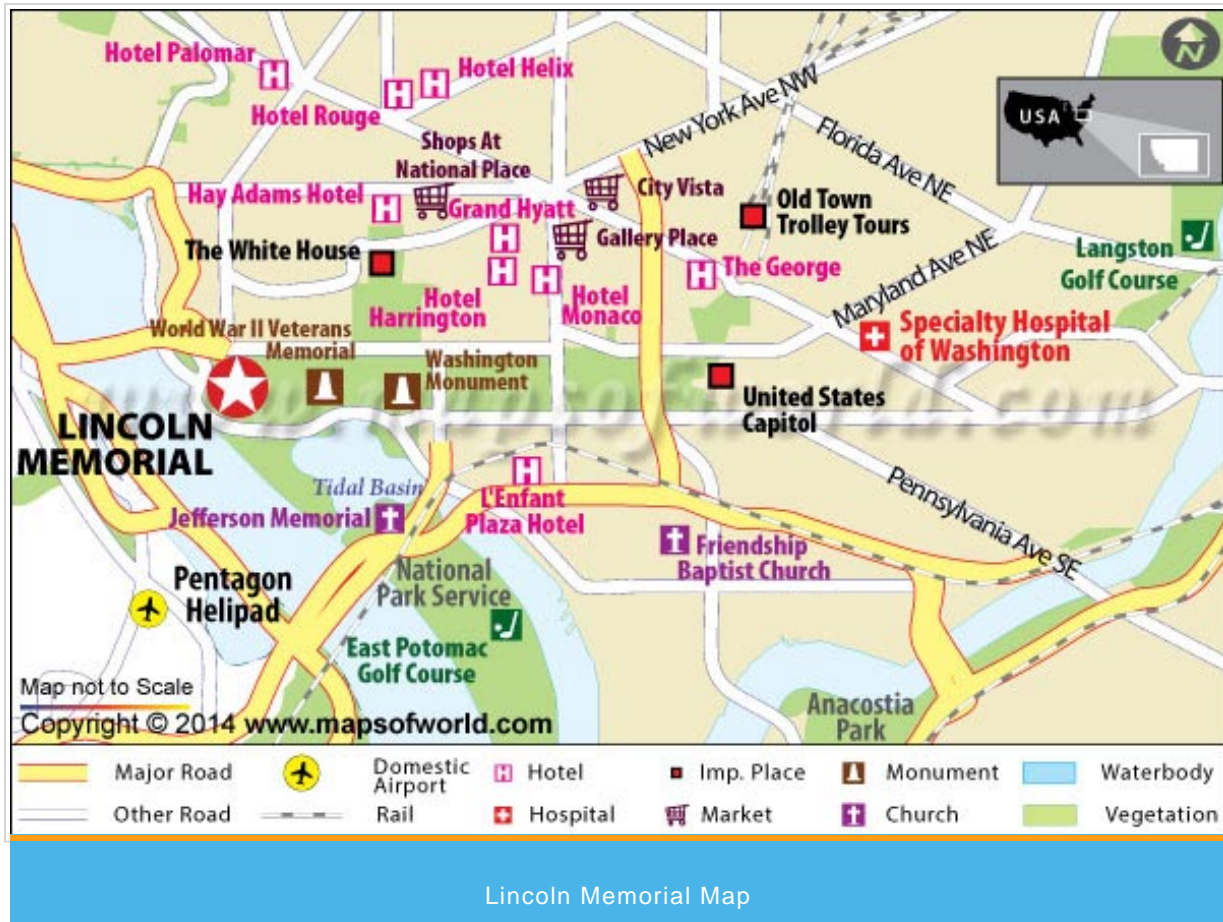 Hotel Palomar
Hotel Helix
Hotel Rouge
N
USA
New York Ave NW
Florida Ave NE
Shops At
National Place
Hay Adams Hotel
City Vista
Grand Hyatt
Old Town
Trolley Tours
The White House
Gallery Place
Langston
Golf Course
The George
Maryland Ave NE
Hotel
Harrington
Hotel
Monaco
World War II Veterans
Memorial
Specialty Hospital
of Washington
Washington
Monument
www.mapsofworld.com
United States
Capitol
LINCOLN
MEMORIAL
Tidal Basin
Pennsylvania Ave SE
L'Enfant
Plaza Hotel
Jefferson Memorial
Friendship
Baptist Church
Pentagon
Helipad
National
Park Service
East Potomac
Golf Course
Anacostia
Park
Map not to Scale
Copyright © 2014 www.mapsofworld.com
Major Road
Domestic
Airport
H Hotel
Imp. Place
Monument
Waterbody
Other Road
Rail
Hospital
Market
Church
Vegetation
Lincoln Memorial Map